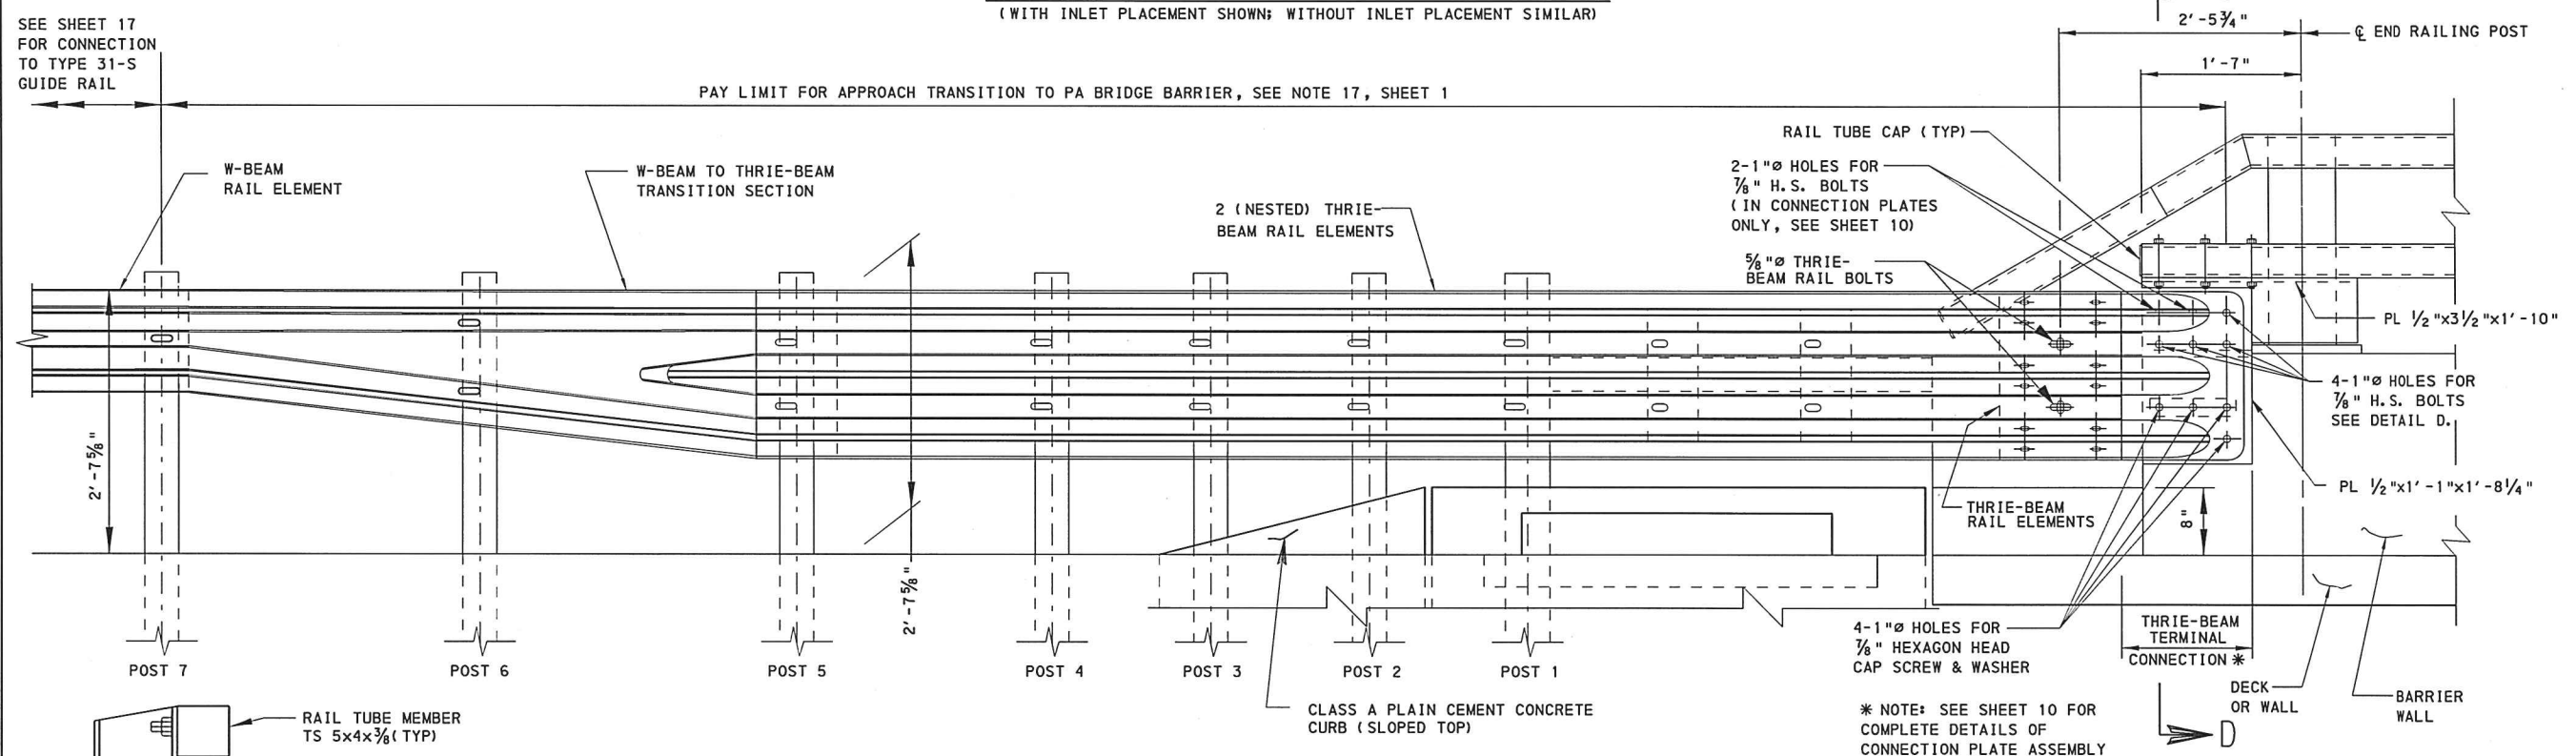 (WITH INLET PLACEMENT SHOWN; WITHOUT INLET PLACEMENT SIMILAR)
SEE SHEET 17
FOR CONNECTION
TO TYPE 31-S
GUIDE RAIL
2'-5¾"
℄ END RAILING POST
1'-7"
PAY LIMIT FOR APPROACH TRANSITION TO PA BRIDGE BARRIER, SEE NOTE 17, SHEET 1
W-BEAM
RAIL ELEMENT
W-BEAM TO THRIE-BEAM
TRANSITION SECTION
2 (NESTED) THRIE-
BEAM RAIL ELEMENTS
RAIL TUBE CAP (TYP)
2-1"Ø HOLES FOR
⅞" H.S. BOLTS
(IN CONNECTION PLATES
ONLY, SEE SHEET 10)
⅝"Ø THRIE-
BEAM RAIL BOLTS
PL ½"x3½"x1'-10"
4-1"Ø HOLES FOR
⅞" H.S. BOLTS
SEE DETAIL D.
PL ½"x1'-1"x1'-8¼"
2'-7⅝"
2'-7⅝"
THRIE-BEAM
RAIL ELEMENTS
8"
POST 7
POST 6
POST 5
POST 4
POST 3
POST 2
POST 1
4-1"Ø HOLES FOR
⅞" HEXAGON HEAD
CAP SCREW & WASHER
THRIE-BEAM
TERMINAL
CONNECTION *
DECK
OR WALL
BARRIER
WALL
CLASS A PLAIN CEMENT CONCRETE
CURB (SLOPED TOP)
RAIL TUBE MEMBER
TS 5x4x⅜(TYP)
* NOTE: SEE SHEET 10 FOR
COMPLETE DETAILS OF
CONNECTION PLATE ASSEMBLY
D